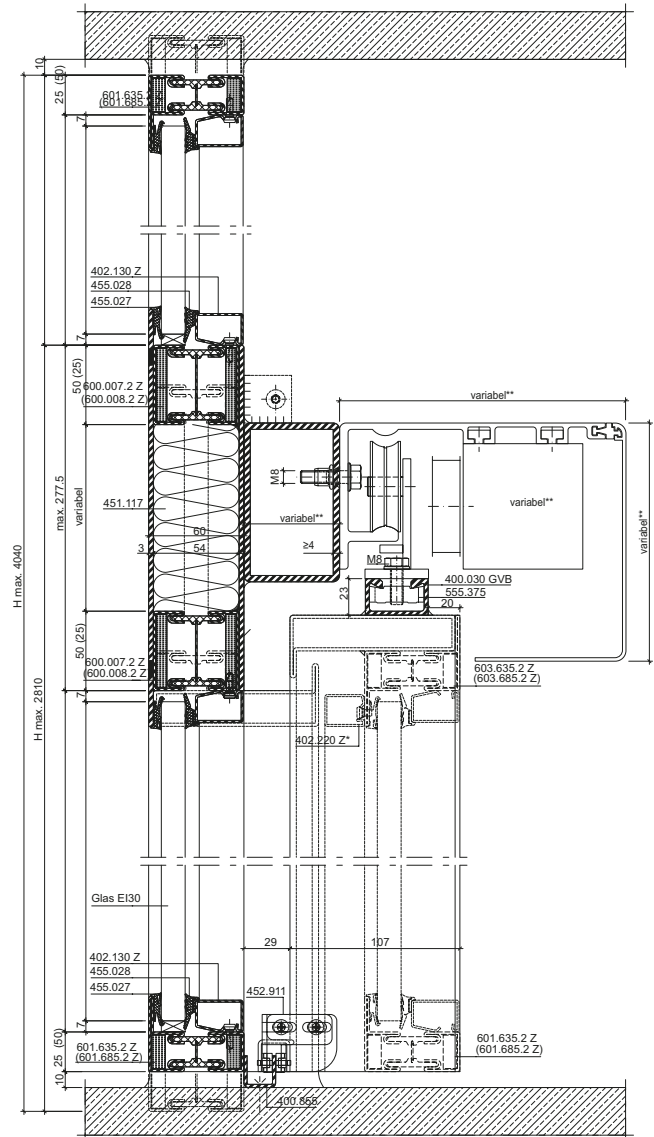 10
25 (50)
601.635.2 Z
(601.685.2 Z)
7
402.130 Z
455.028
455.027
7
50 (25)
600.007.2 Z
(600.008.2 Z)
variabel**
max. 277.5
variabel
451.117
M8
variabel**
variabel**
60
variabel**
3
54
≥4
M8
400.030 GVB
555.375
23
20
50 (25)
600.007.2 Z
(600.008.2 Z)
603.635.2 Z
(603.685.2 Z)
7
402.220 Z*
H max. 4040
H max. 2810
Glas EI30
29
107
402.130 Z
455.028
455.027
452.911
7
25 (50)
601.635.2 Z
(601.685.2 Z)
601.635.2 Z
(601.685.2 Z)
10
400.855